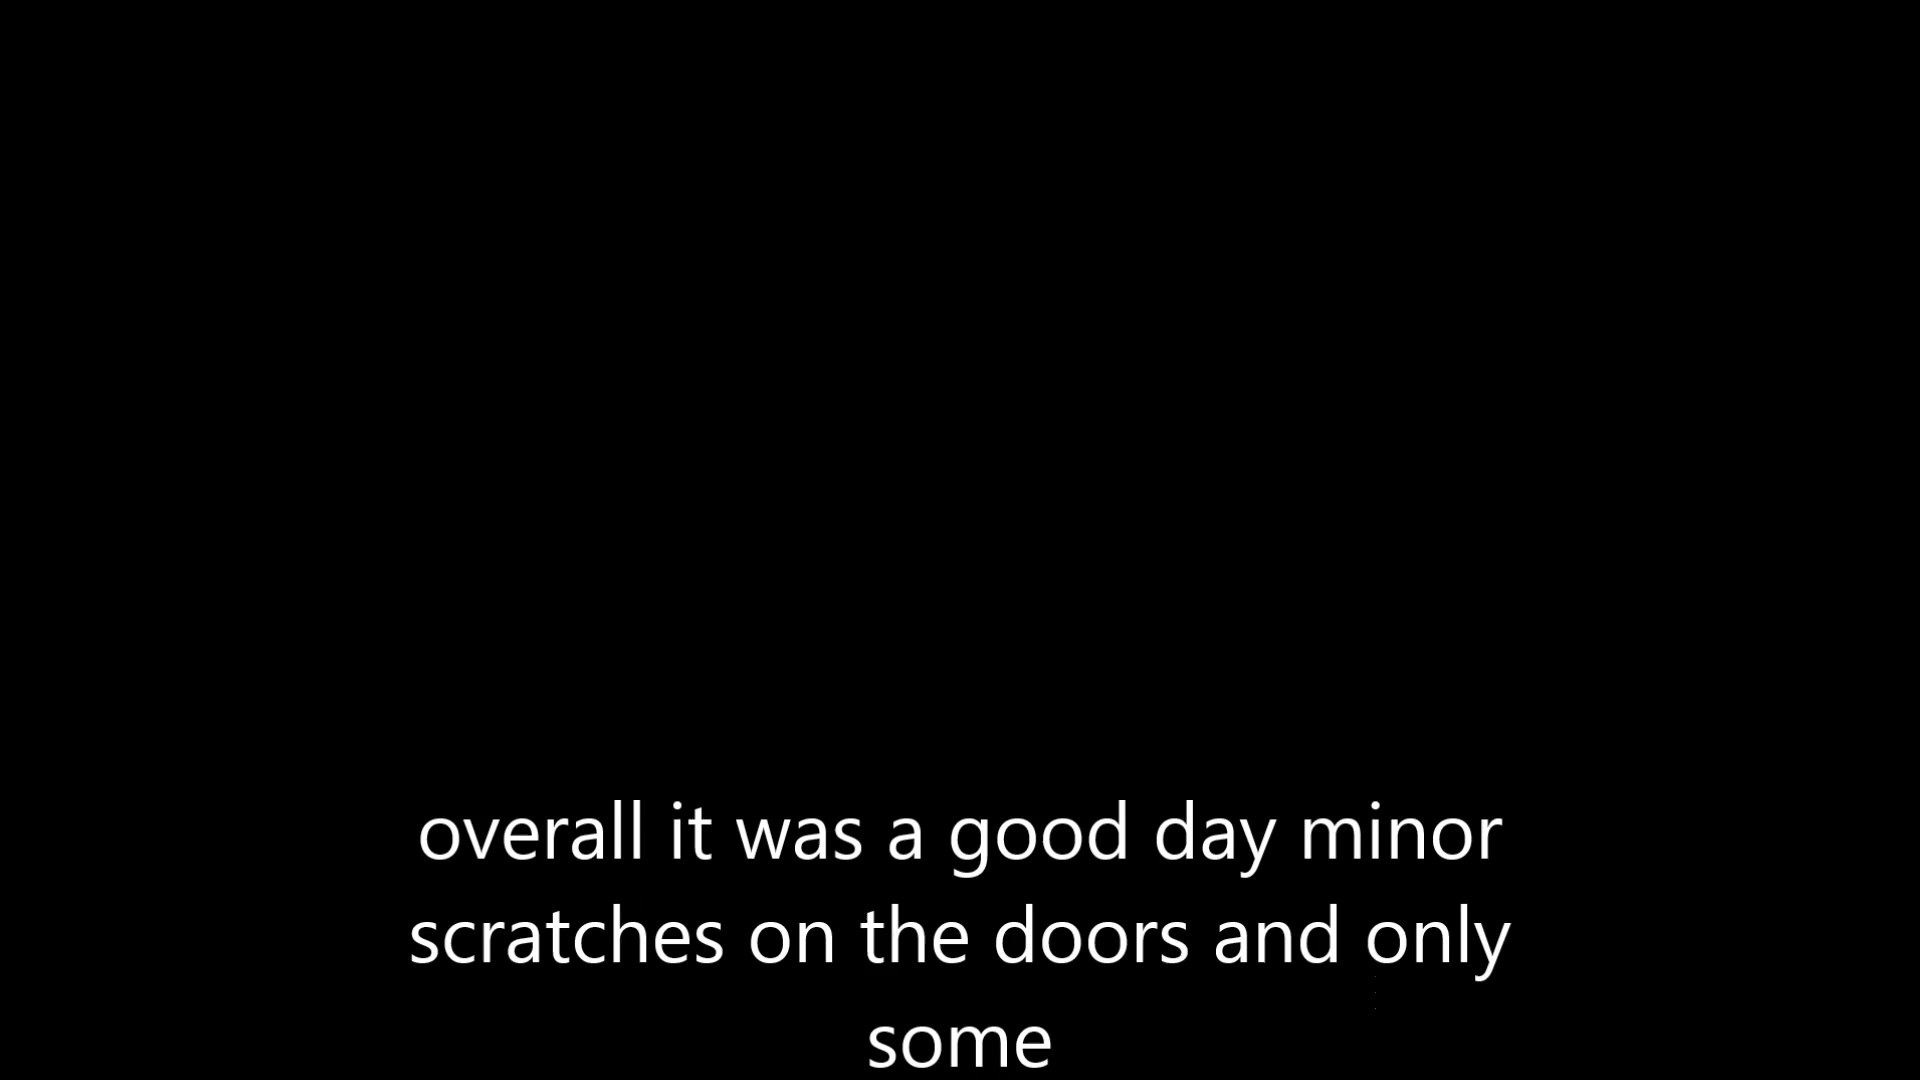 overall it was a good day minor
scratches on the doors and only
some